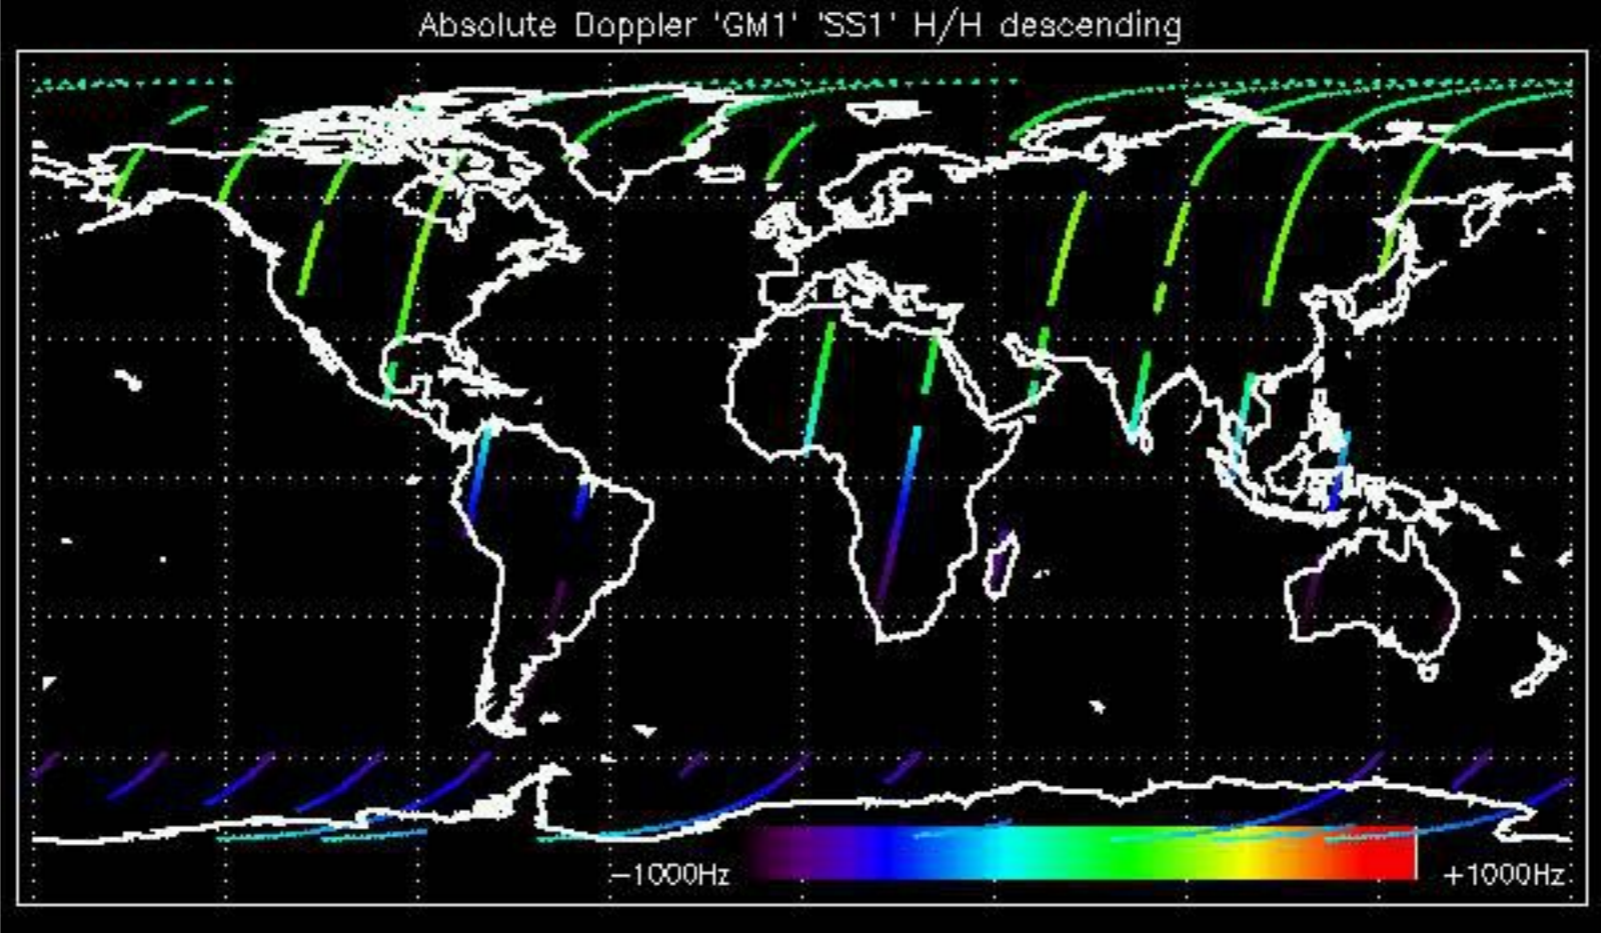 Absolute Doppler 'GM1' 'SS1' H/H descending
−1000Hz +1000Hz